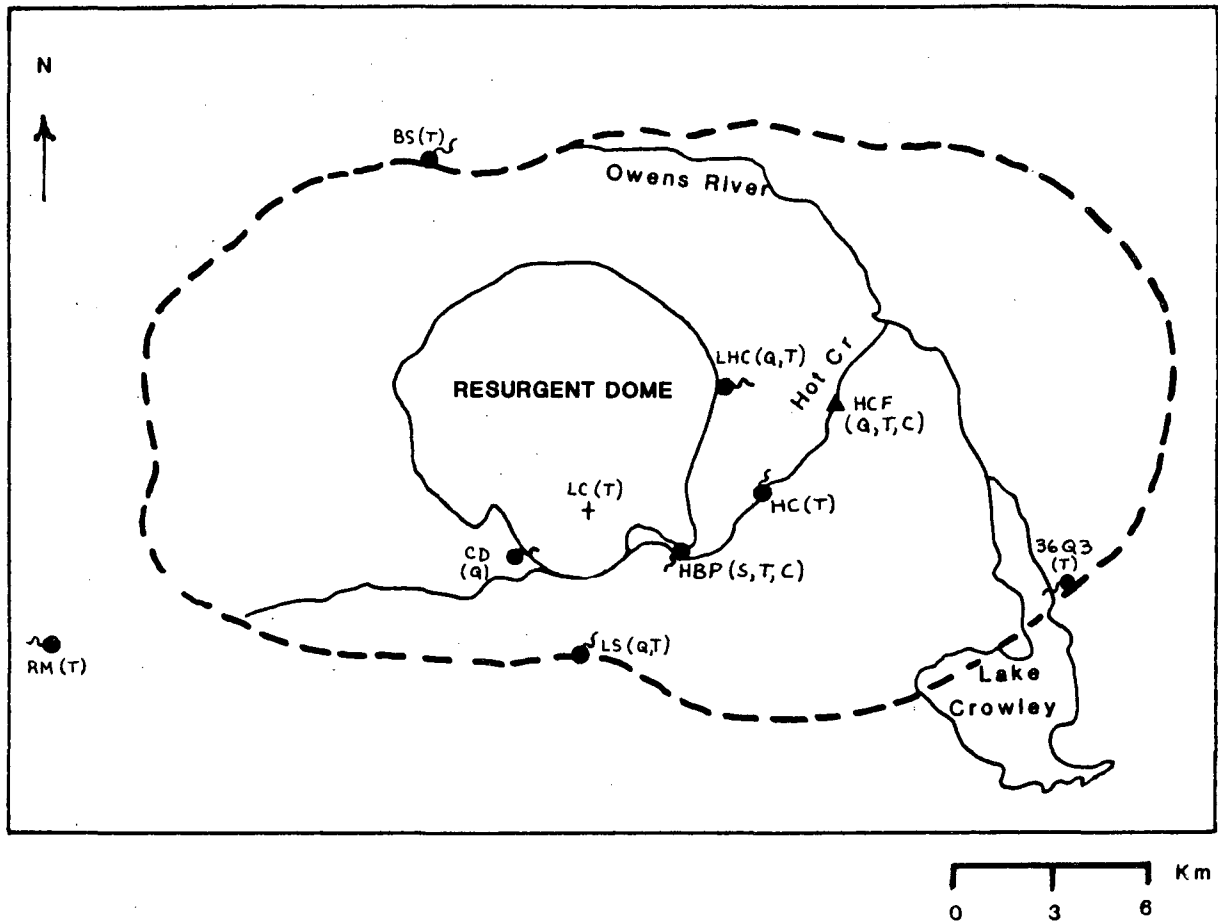 N
BS(T)
Owens River
LHC(Q,T)
Hot Cr
RESURGENT DOME
HCF
(Q,T,C)
LC(T)
HC(T)
CD
(Q)
HBP(S,T,C)
36Q3
(T)
RM(T)
LS(Q,T)
Lake
Crowley
Km
0 3 6